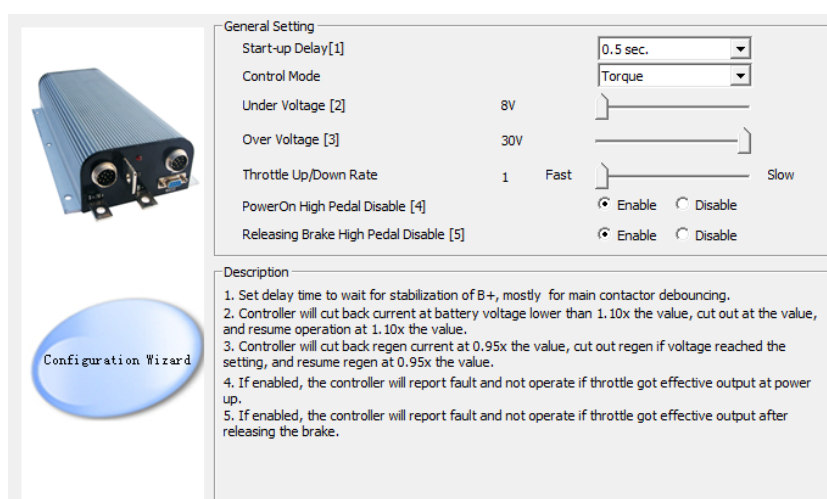 General Setting
Start-up Delay[1] 0.5 sec.
Control Mode Torque
Under Voltage [2] 8V
Over Voltage [3] 30V
Throttle Up/Down Rate 1 Fast Slow
PowerOn High Pedal Disable [4] Enable Disable
Releasing Brake High Pedal Disable [5] Enable Disable
Description
1. Set delay time to wait for stabilization of B+, mostly for main contactor debouncing.
2. Controller will cut back current at battery voltage lower than 1.10x the value, cut out at the value,
and resume operation at 1.10x the value.
3. Controller will cut back regen current at 0.95x the value, cut out regen if voltage reached the
setting, and resume regen at 0.95x the value.
4. If enabled, the controller will report fault and not operate if throttle got effective output at power
up.
5. If enabled, the controller will report fault and not operate if throttle got effective output after
releasing the brake.
Configuration Wizard